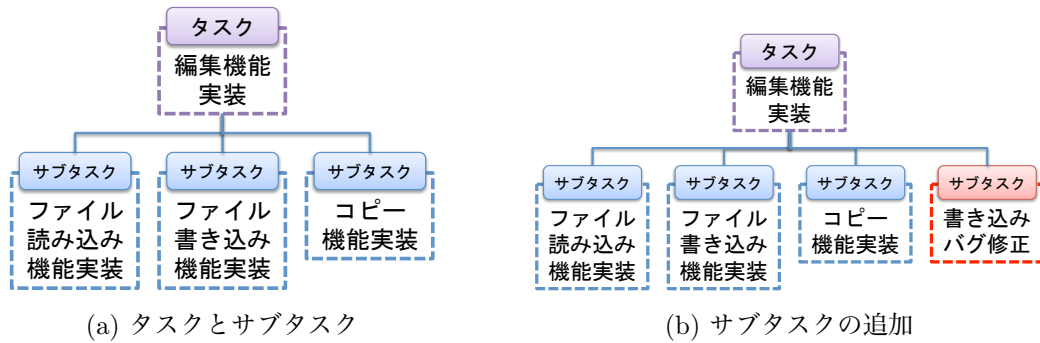 タスク
編集機能
実装
サブタスク
ファイル
読み込み
機能実装
サブタスク
ファイル
書き込み
機能実装
サブタスク
コピー
機能実装
(a) タスクとサブタスク
タスク
編集機能
実装
サブタスク
ファイル
読み込み
機能実装
サブタスク
ファイル
書き込み
機能実装
サブタスク
コピー
機能実装
サブタスク
書き込み
バグ修正
(b) サブタスクの追加